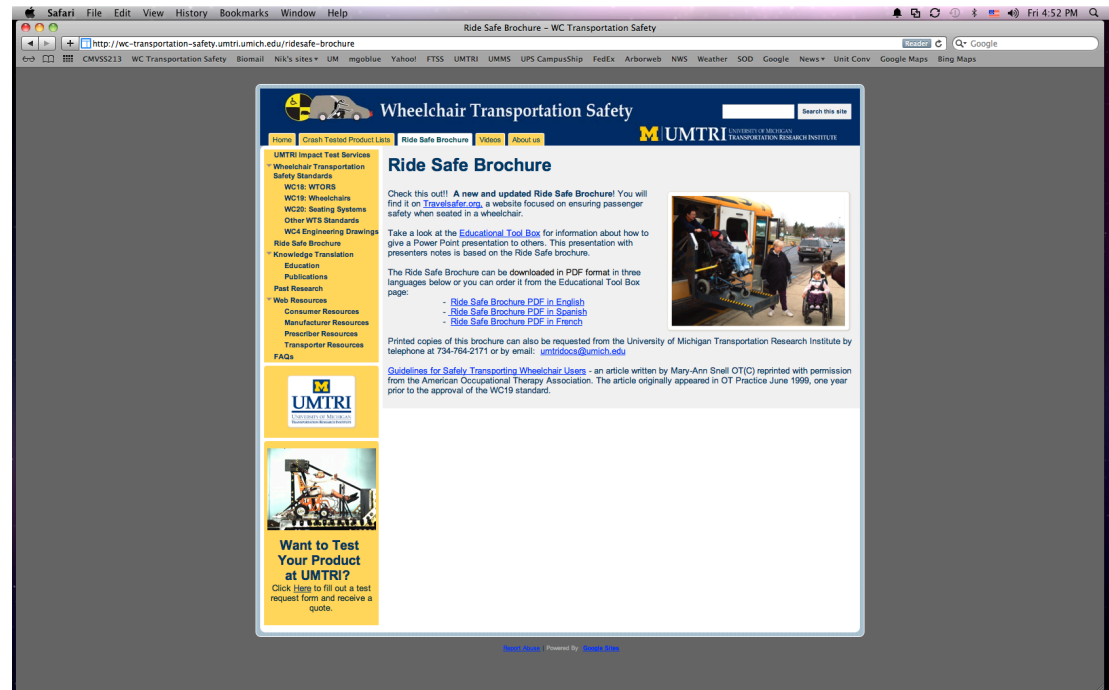 Safari File Edit View History Bookmarks Window Help
Fri 4:52 PM
Ride Safe Brochure – WC Transportation Safety
http://wc-transportation-safety.umtri.umich.edu/ridesafe-brochure
Reader
Google
CMVSS213 WC Transportation Safety Biomail Nik's sites UM mgoblue Yahoo! FTSS UMTRI UMMS UPS CampusShip FedEx Arborweb NWS Weather SOD Google News Unit Conv Google Maps Bing Maps
Wheelchair Transportation Safety
Search this site
M UMTRI UNIVERSITY OF MICHIGAN
TRANSPORTATION RESEARCH INSTITUTE
Home Crash Tested Product Lists Ride Safe Brochure Videos About us
UMTRI Impact Test Services
Wheelchair Transportation
Safety Standards
WC18: WTORS
WC19: Wheelchairs
WC20: Seating Systems
Other WTS Standards
WC4 Engineering Drawings
Ride Safe Brochure
Knowledge Translation
Education
Publications
Past Research
Web Resources
Consumer Resources
Manufacturer Resources
Prescriber Resources
Transporter Resources
FAQs
M
UMTRI
UNIVERSITY OF MICHIGAN
TRANSPORTATION RESEARCH INSTITUTE
Want to Test
Your Product
at UMTRI?
Click Here to fill out a test
request form and receive a
quote.
Ride Safe Brochure
Check this out!! A new and updated Ride Safe Brochure! You will
find it on Travelsafer.org, a website focused on ensuring passenger
safety when seated in a wheelchair.
Take a look at the Educational Tool Box for information about how to
give a Power Point presentation to others. This presentation with
presenters notes is based on the Ride Safe brochure.
The Ride Safe Brochure can be downloaded in PDF format in three
languages below or you can order it from the Educational Tool Box
page:
- Ride Safe Brochure PDF in English
- Ride Safe Brochure PDF in Spanish
- Ride Safe Brochure PDF in French
Printed copies of this brochure can also be requested from the University of Michigan Transportation Research Institute by
telephone at 734-764-2171 or by email: umtridocs@umich.edu
Guidelines for Safely Transporting Wheelchair Users - an article written by Mary-Ann Snell OT(C) reprinted with permission
from the American Occupational Therapy Association. The article originally appeared in OT Practice June 1999, one year
prior to the approval of the WC19 standard.
Report Abuse | Powered By Google Sites